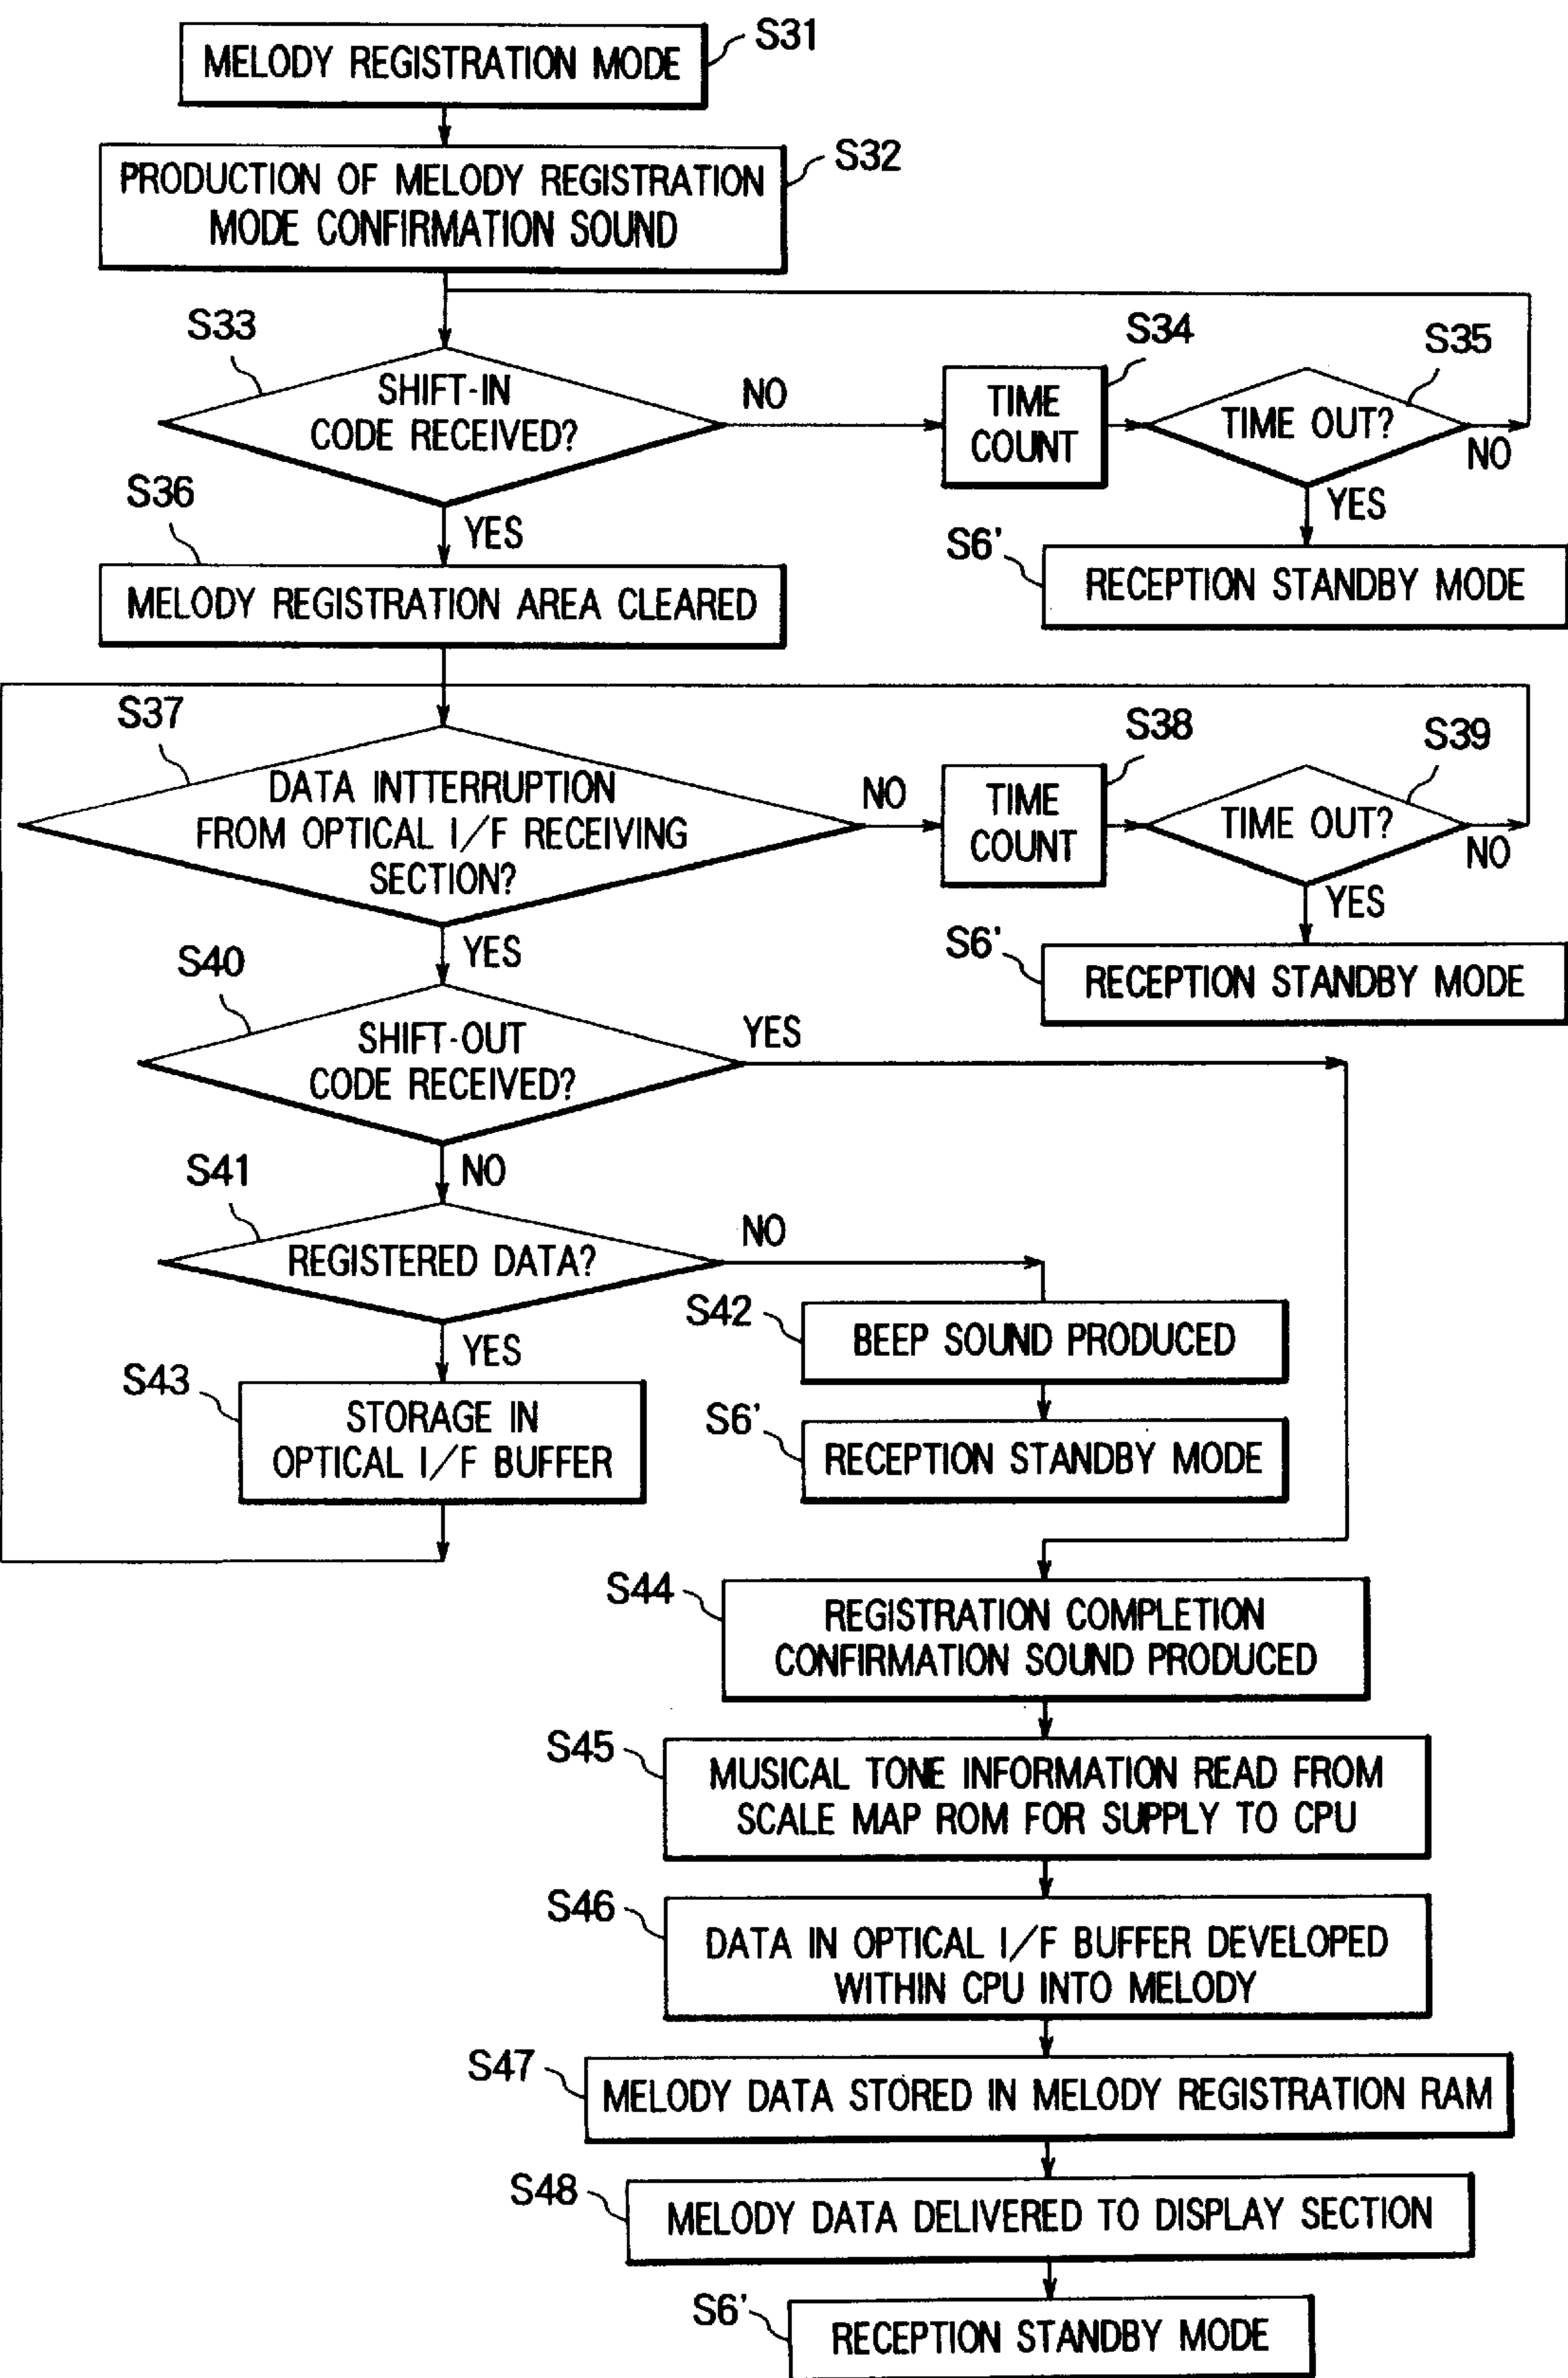 MELODY REGISTRATION MODE
S31
PRODUCTION OF MELODY REGISTRATION
MODE CONFIRMATION SOUND
S32
S33
SHIFT-IN
CODE RECEIVED?
NO
S34
TIME
COUNT
S35
TIME OUT?
NO
YES
S6'
RECEPTION STANDBY MODE
YES
S36
MELODY REGISTRATION AREA CLEARED
S37
DATA INTTERRUPTION
FROM OPTICAL I/F RECEIVING
SECTION?
NO
S38
TIME
COUNT
S39
TIME OUT?
NO
YES
S6'
RECEPTION STANDBY MODE
YES
S40
SHIFT-OUT
CODE RECEIVED?
YES
NO
S41
REGISTERED DATA?
NO
S42
BEEP SOUND PRODUCED
S6'
RECEPTION STANDBY MODE
YES
S43
STORAGE IN
OPTICAL I/F BUFFER
S44
REGISTRATION COMPLETION
CONFIRMATION SOUND PRODUCED
S45
MUSICAL TONE INFORMATION READ FROM
SCALE MAP ROM FOR SUPPLY TO CPU
S46
DATA IN OPTICAL I/F BUFFER DEVELOPED
WITHIN CPU INTO MELODY
S47
MELODY DATA STORED IN MELODY REGISTRATION RAM
S48
MELODY DATA DELIVERED TO DISPLAY SECTION
S6'
RECEPTION STANDBY MODE